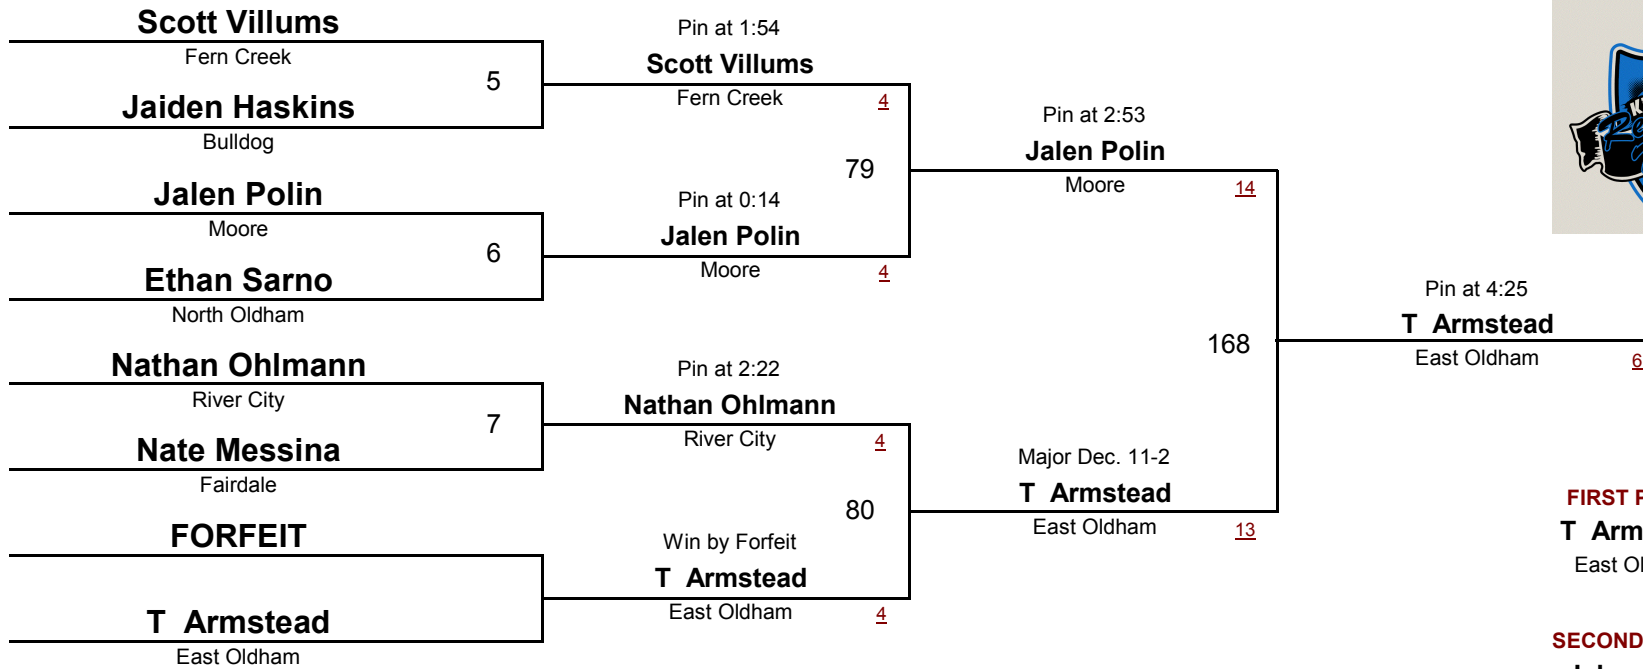 Scott Villums
Fern Creek
5
Jaiden Haskins
Bulldog
Jalen Polin
Moore
6
Ethan Sarno
North Oldham
Nathan Ohlmann
River City
7
Nate Messina
Fairdale
FORFEIT
T Armstead
East Oldham
Pin at 1:54
Scott Villums
Fern Creek
4
79
Pin at 0:14
Jalen Polin
Moore
4
Pin at 2:22
Nathan Ohlmann
River City
4
80
Win by Forfeit
T Armstead
East Oldham
4
Pin at 2:53
Jalen Polin
Moore
14
168
Major Dec. 11-2
T Armstead
East Oldham
13
Pin at 4:25
T Armstead
East Oldham
6
FIRST
T
East
SECOND